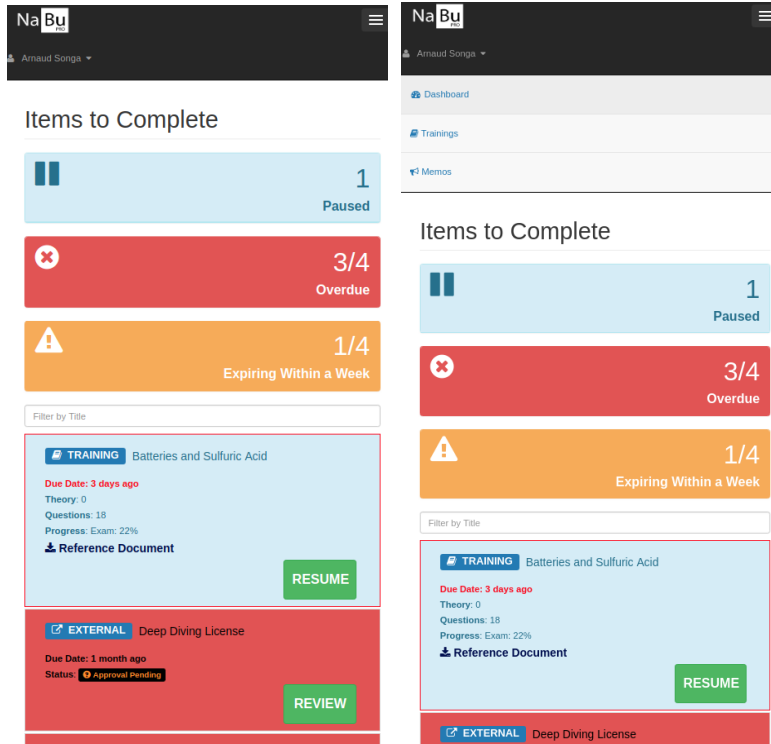 Na Bu
PRO
Arnaud Songa
Items to Complete
1
Paused
3/4
Overdue
1/4
Expiring Within a Week
Filter by Title
TRAINING Batteries and Sulfuric Acid
Due Date: 3 days ago
Theory: 0
Questions: 18
Progress: Exam: 22%
Reference Document
RESUME
EXTERNAL Deep Diving License
Due Date: 1 month ago
Status: Approval Pending
REVIEW
Na Bu
PRO
Arnaud Songa
Dashboard
Trainings
Memos
Items to Complete
1
Paused
3/4
Overdue
1/4
Expiring Within a Week
Filter by Title
TRAINING Batteries and Sulfuric Acid
Due Date: 3 days ago
Theory: 0
Questions: 18
Progress: Exam: 22%
Reference Document
RESUME
EXTERNAL Deep Diving License